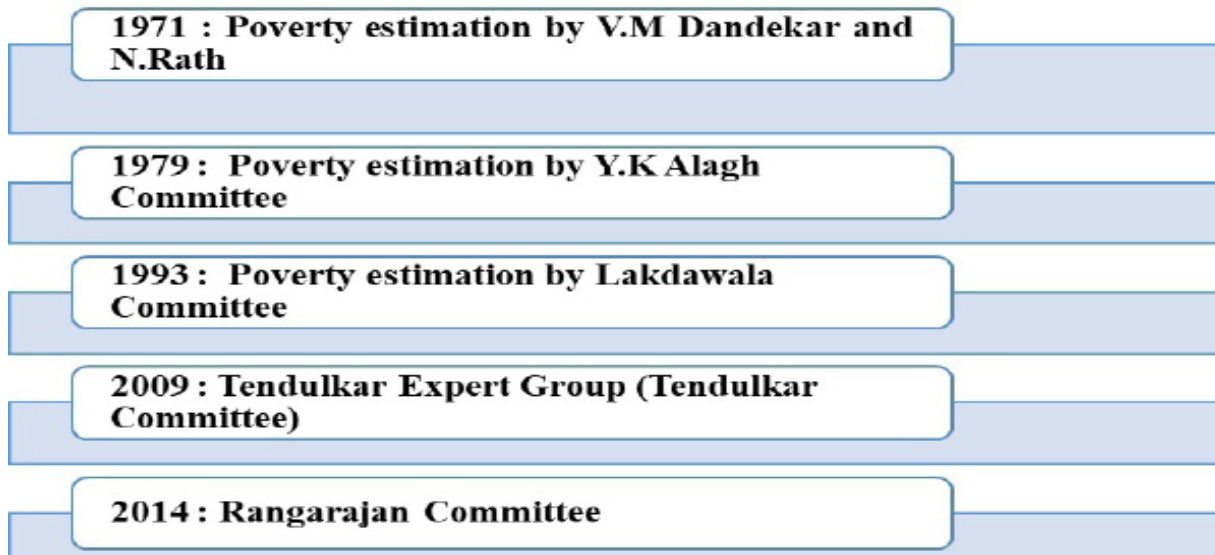 1971 : Poverty estimation by V.M Dandekar and
N.Rath
1979 :  Poverty estimation by Y.K Alagh
Committee
1993 :  Poverty estimation by Lakdawala
Committee
2009 : Tendulkar Expert Group (Tendulkar
Committee)
2014 : Rangarajan Committee